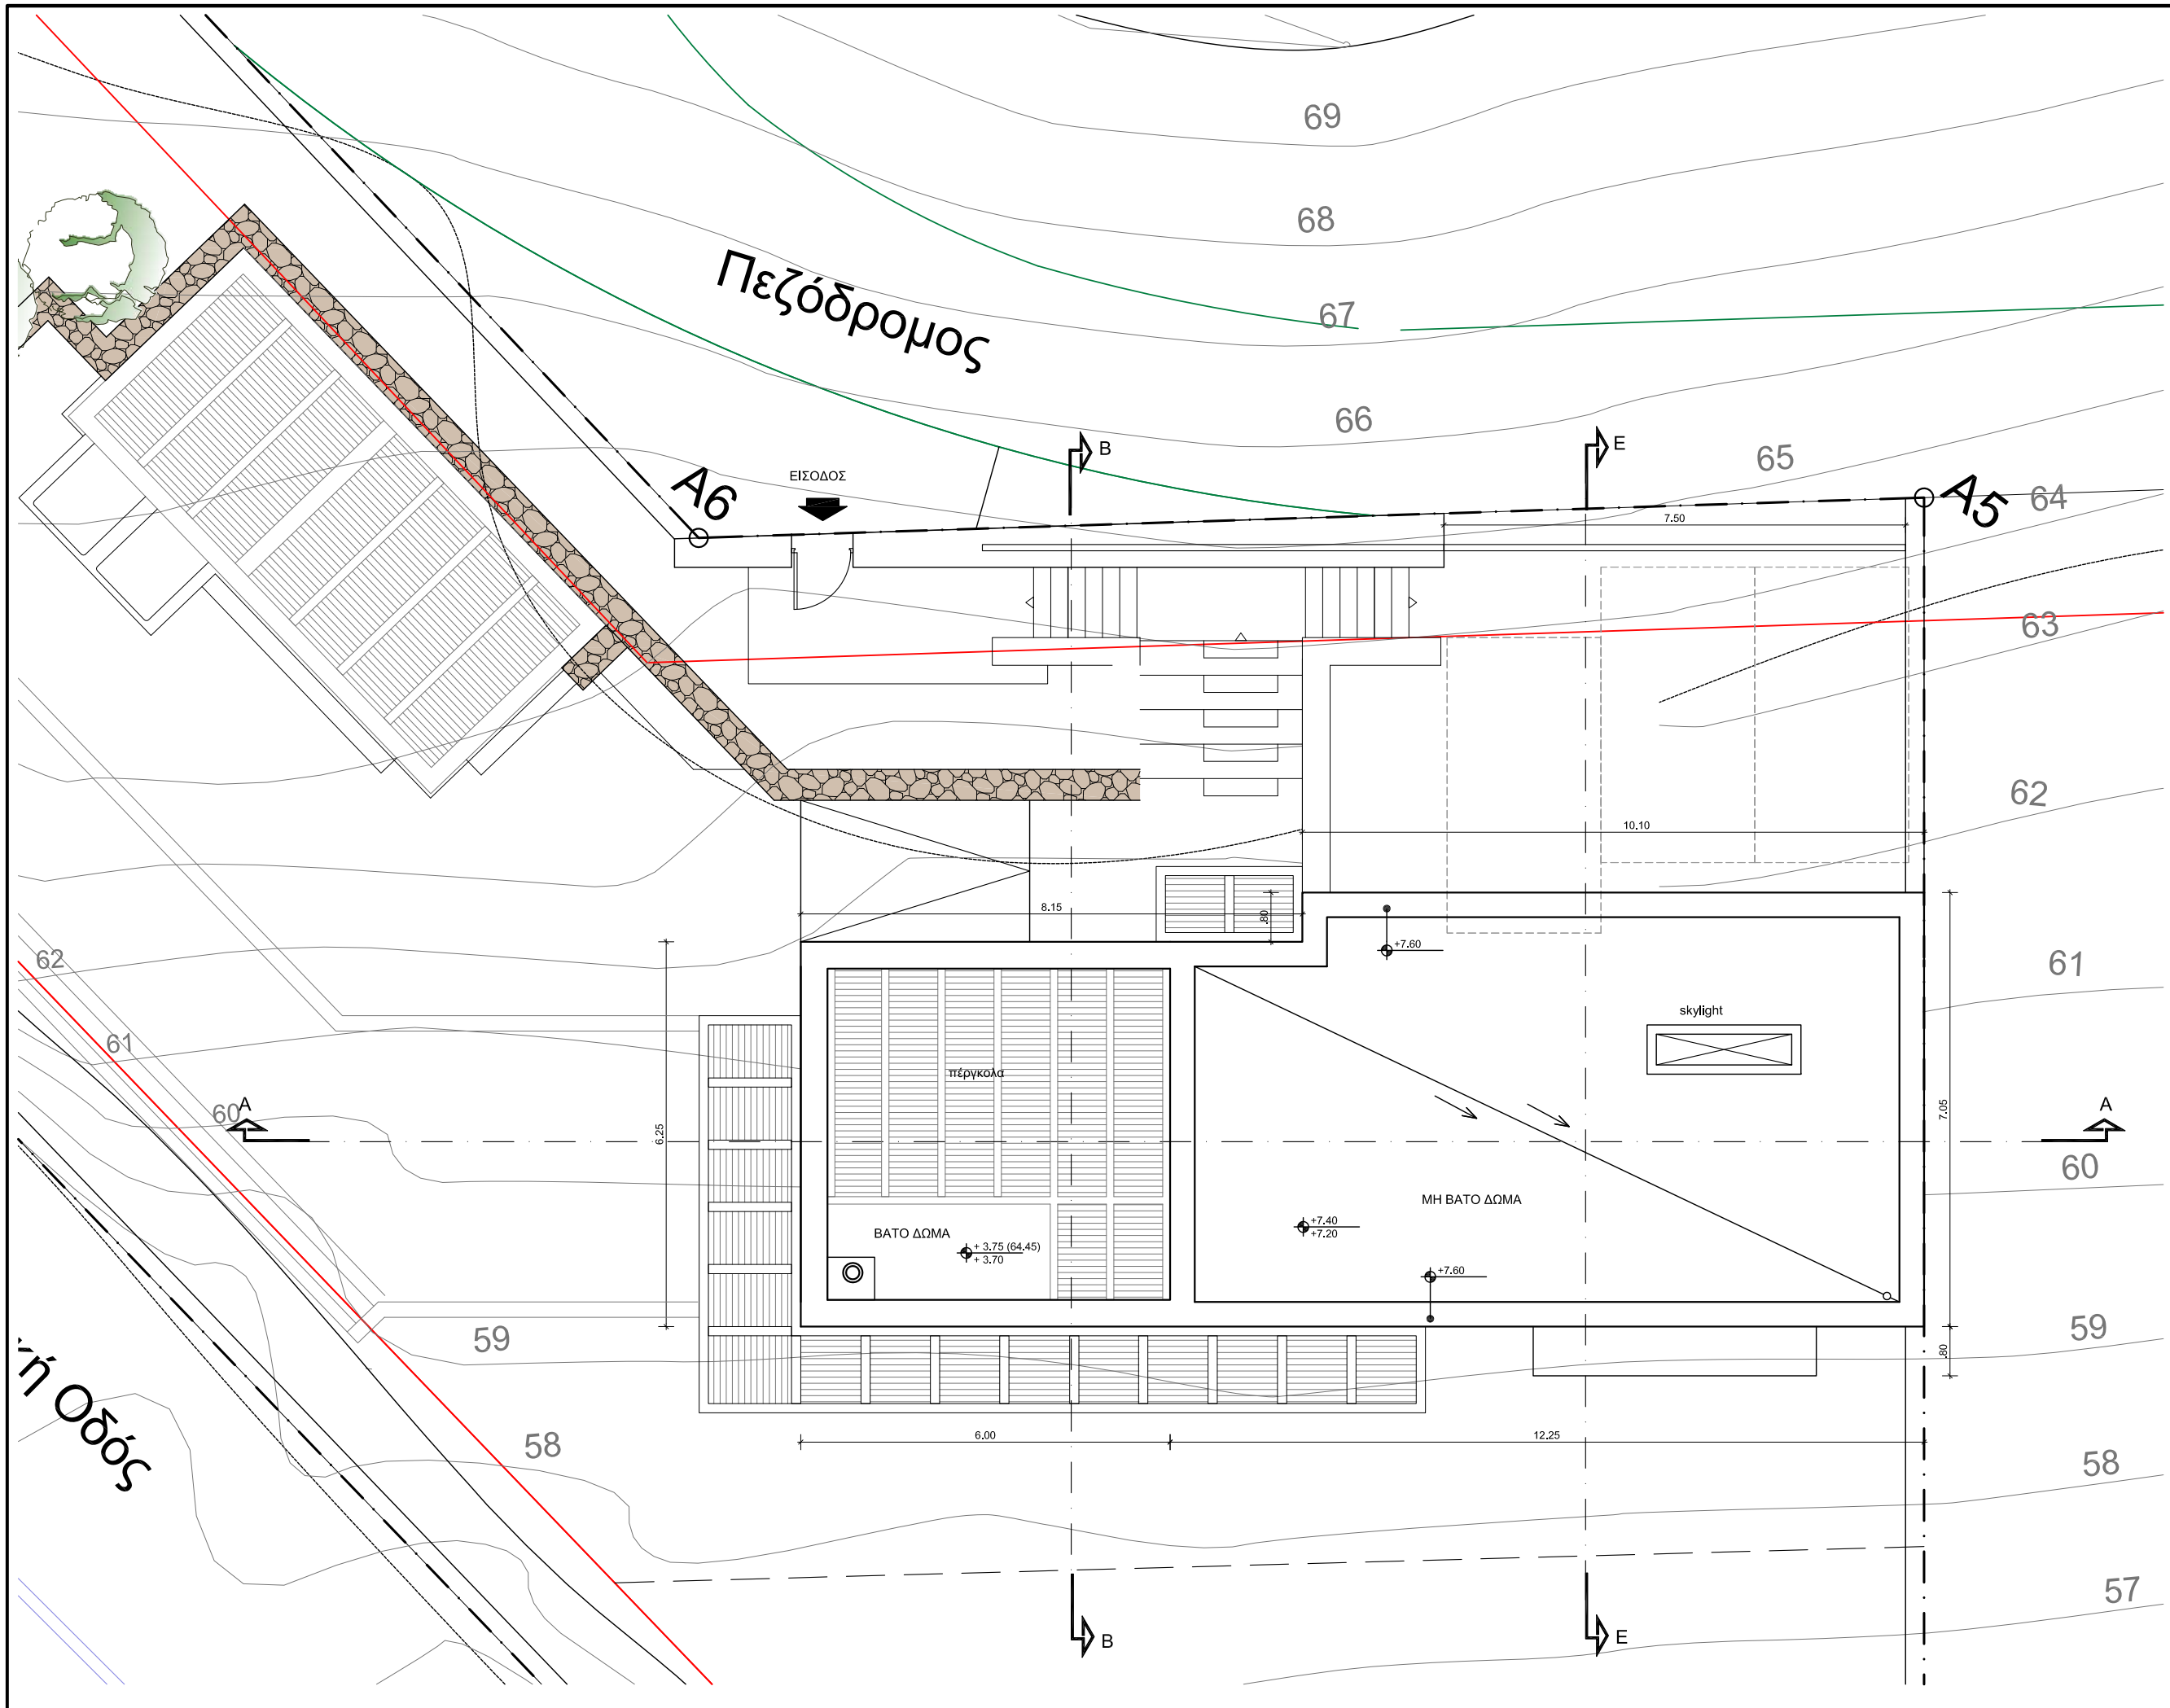 69
68
Πεζόδρομος
67
66
65
B
E
ΕΙΣΟΔΟΣ
A6
A5
64
7.50
63
62
10.10
8.15
.80
+7.60
62
61
61
skylight
πέργκολα
60
A
A
6.25
7.05
60
ΜΗ ΒΑΤΟ ΔΩΜΑ
ΒΑΤΟ ΔΩΜΑ
+7.40
+7.20
+ 3.75 (64.45)
+ 3.70
+7.60
59
59
.80
κή Οδός
58
6.00
12.25
58
57
B
E